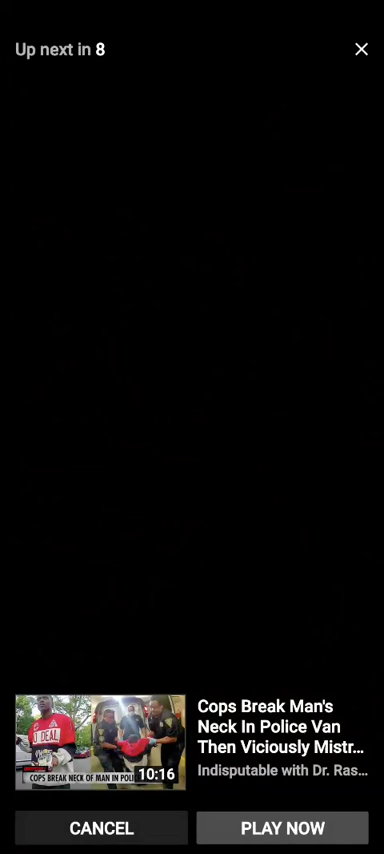 Up next in 8
Cops Break Man's
Neck In Police Van
Then Viciously Mistr...
Indisputable with Dr. Ras...
COPS BREAK NECK OF MAN IN POLI
10:16
CANCEL
PLAY NOW